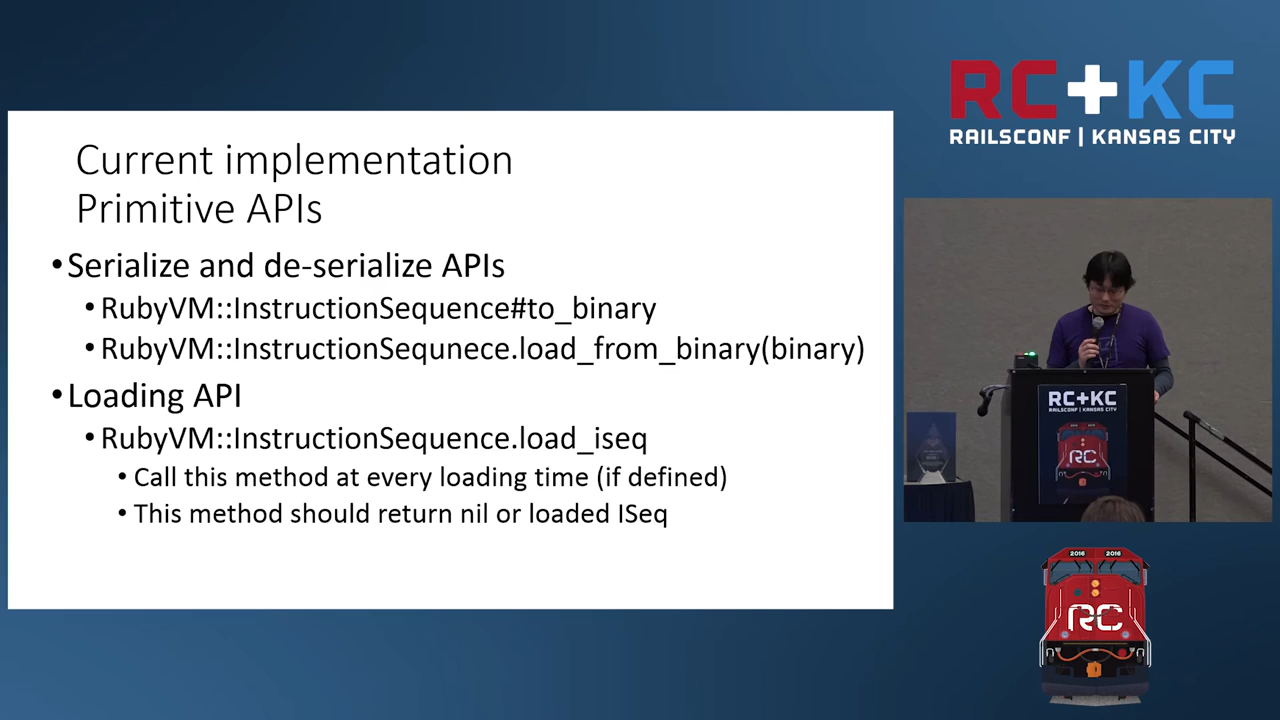 RC+KC
RAILSCONF | KANSAS CITY
Current implementation
Primitive APIs
•Serialize and de-serialize APIs
•RubyVM::InstructionSequence#to_binary
•RubyVM::InstructionSequnece.load_from_binary(binary)
•Loading API
•RubyVM::InstructionSequence.load_iseq
•Call this method at every loading time (if defined)
•This method should return nil or loaded ISeq
RC+KC
RAILSCONF | KANSAS CITY
RC
2016 2016
RC